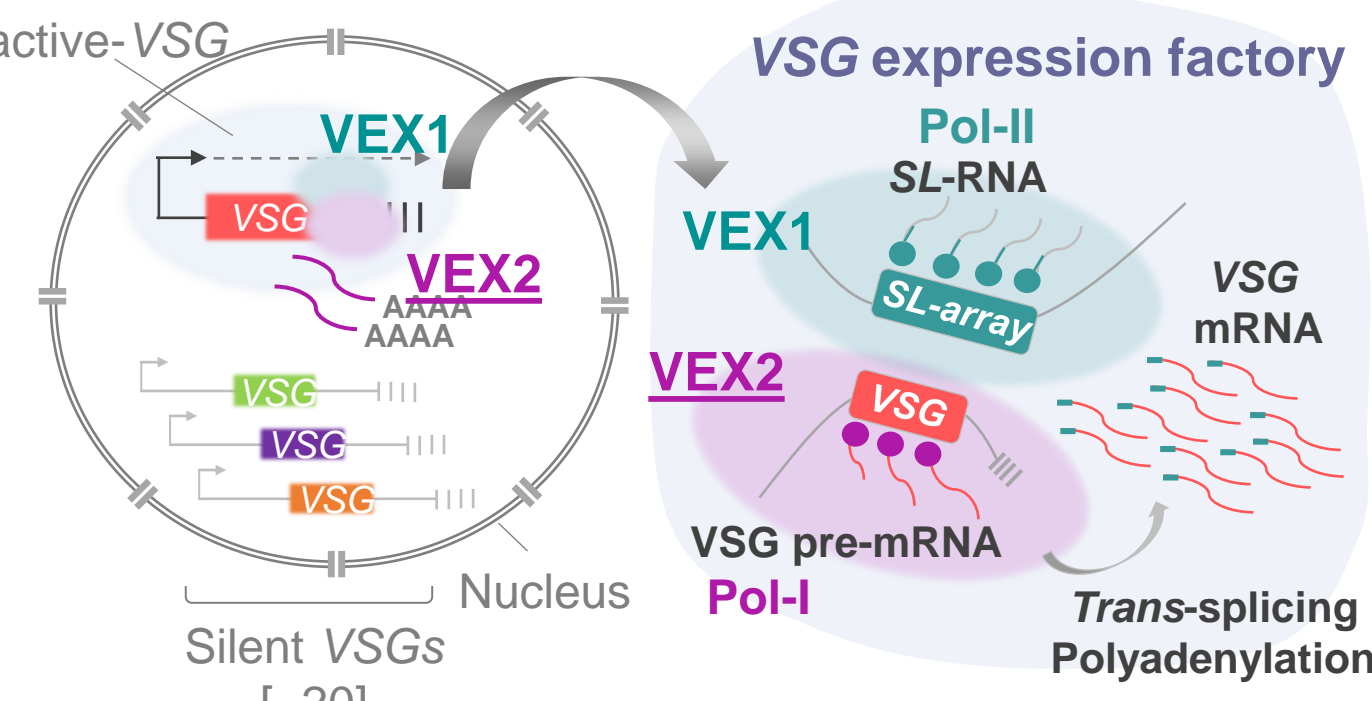 active-VSG
VEX1
VSG
VEX2
AAAA
AAAA
VSG
VSG
VSG
Nucleus
Silent VSGs
VSG expression factory
Pol-II
SL-RNA
VEX1
SL-array
VSG
mRNA
VEX2
VSG
VSG pre-mRNA
Pol-I
Trans-splicing
Polyadenylation